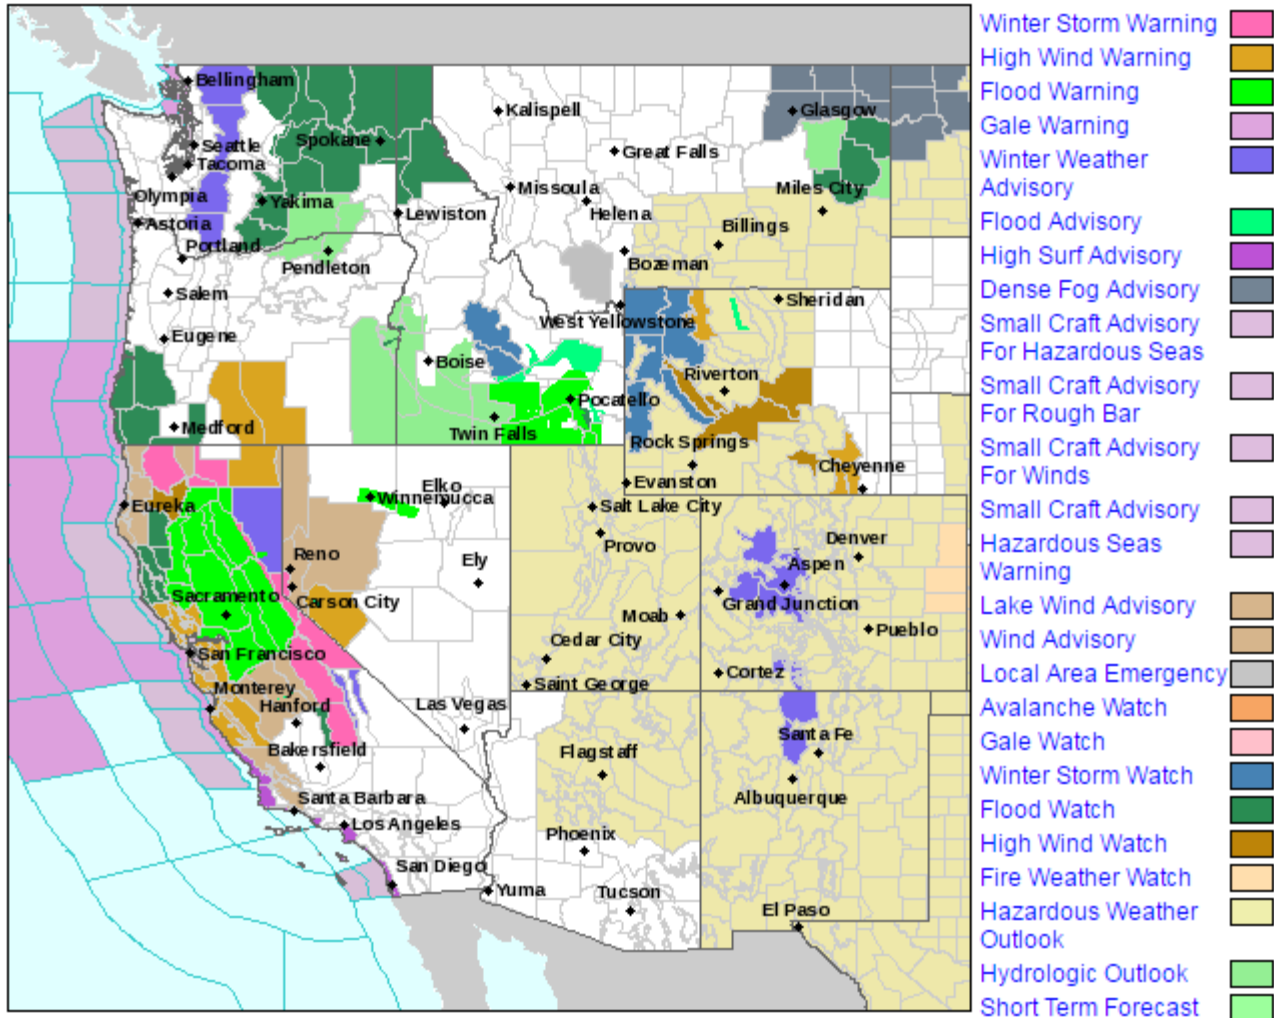 Bellingham
Seattle
Tacoma
Olympia
Astoria
Portland
Salem
Eugene
Medford
Spokane
Yakima
Pendleton
Lewiston
Kalispell
Great Falls
Missoula
Helena
Bozeman
West Yellowstone
Glasgow
Miles City
Billings
Sheridan
Boise
Pocatello
Twin Falls
Riverton
Rock Springs
Cheyenne
Evanston
Eureka
Sacramento
San Francisco
Monterey
Hanford
Bakersfield
Santa Barbara
Los Angeles
San Diego
Elko
Winnemucca
Reno
Carson City
Ely
Las Vegas
Salt Lake City
Provo
Moab
Cedar City
Saint George
Denver
Aspen
Grand Junction
Pueblo
Cortez
Flagstaff
Phoenix
Tucson
Yuma
Santa Fe
Albuquerque
El Paso
Winter Storm Warning
High Wind Warning
Flood Warning
Gale Warning
Winter Weather
Advisory
Flood Advisory
High Surf Advisory
Dense Fog Advisory
Small Craft Advisory
For Hazardous Seas
Small Craft Advisory
For Rough Bar
Small Craft Advisory
For Winds
Small Craft Advisory
Hazardous Seas
Warning
Lake Wind Advisory
Wind Advisory
Local Area Emergency
Avalanche Watch
Gale Watch
Winter Storm Watch
Flood Watch
High Wind Watch
Fire Weather Watch
Hazardous Weather
Outlook
Hydrologic Outlook
Short Term Forecast